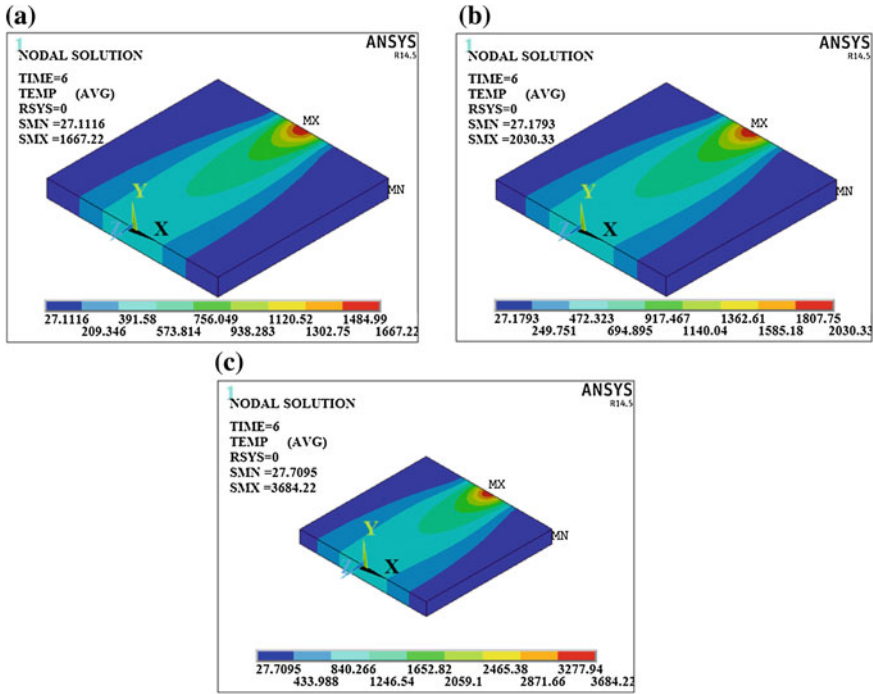 (a)
1
NODAL SOLUTION
ANSYS
R14.5
TIME=6
TEMP (AVG)
RSYS=0
SMN =27.1116
SMX =1667.22
MX
MN
Y
X
Z
27.1116 391.58 756.049 1120.52 1484.99
209.346 573.814 938.283 1302.75 1667.22
(b)
1
NODAL SOLUTION
ANSYS
R14.5
TIME=6
TEMP (AVG)
RSYS=0
SMN =27.1793
SMX =2030.33
MX
MN
Y
X
Z
27.1793 472.323 917.467 1362.61 1807.75
249.751 694.895 1140.04 1585.18 2030.33
(c)
1
NODAL SOLUTION
ANSYS
R14.5
TIME=6
TEMP (AVG)
RSYS=0
SMN =27.7095
SMX =3684.22
MX
MN
Y
X
Z
27.7095 840.266 1652.82 2465.38 3277.94
433.988 1246.54 2059.1 2871.66 3684.22